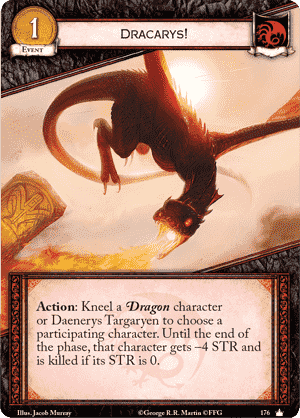 1
Event
Dracarys!
Action: Kneel a Dragon character
or Daenerys Targaryen to choose a
participating character. Until the end
of the phase, that character gets –4 STR and
is killed if its STR is 0.
Illus. Jacob Murray ©George R.R. Martin ©FFG 176